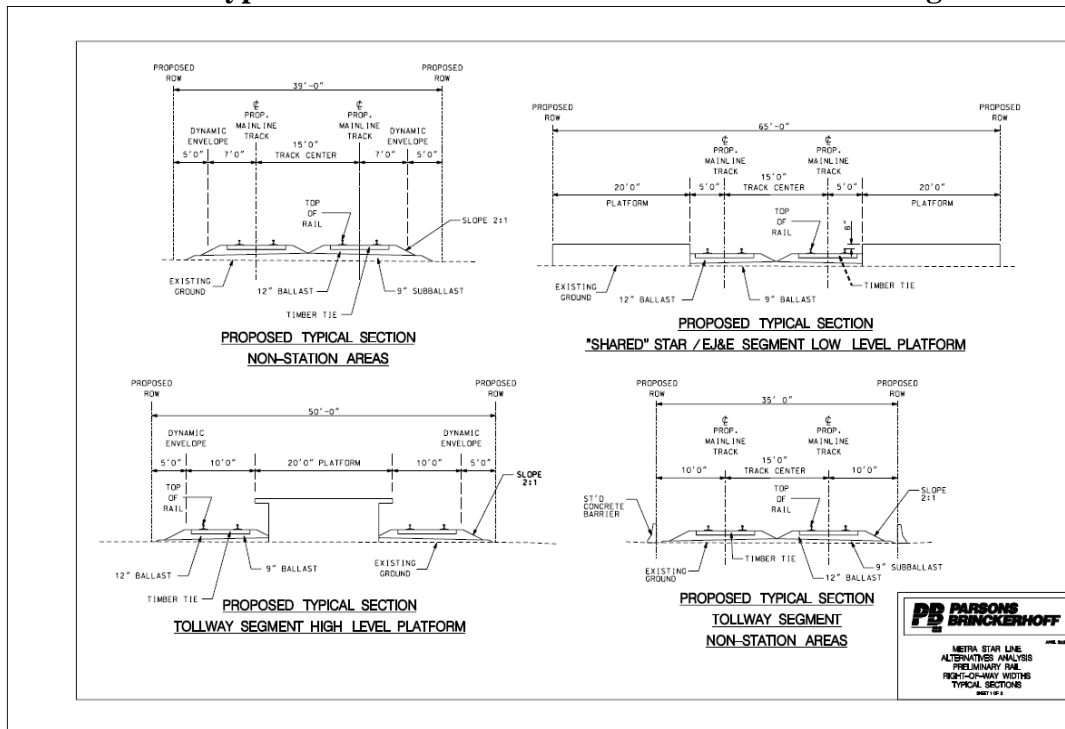 PROPOSED
ROW
PROPOSED
ROW
39'-0"
℄
PROP.
MAINLINE
TRACK
℄
PROP.
MAINLINE
TRACK
DYNAMIC
ENVELOPE
DYNAMIC
ENVELOPE
5'0"
7'0"
15'0"
TRACK CENTER
7'0"
5'0"
TOP
OF
RAIL
SLOPE 2:1
EXISTING
GROUND
12" BALLAST
9" SUBBALLAST
TIMBER TIE
PROPOSED TYPICAL SECTION
NON-STATION AREAS
PROPOSED
ROW
PROPOSED
ROW
65'-0"
℄
PROP.
MAINLINE
TRACK
℄
PROP.
MAINLINE
TRACK
20'0"
PLATFORM
5'0"
15'0"
TRACK CENTER
5'0"
20'0"
PLATFORM
TOP
OF
RAIL
8"
EXISTING
GROUND
12" BALLAST
9" BALLAST
TIMBER TIE
PROPOSED TYPICAL SECTION
"SHARED" STAR /EJ&E SEGMENT LOW LEVEL PLATFORM
PROPOSED
ROW
PROPOSED
ROW
50'-0"
DYNAMIC
ENVELOPE
DYNAMIC
ENVELOPE
5'0"
10'0"
20'0" PLATFORM
10'0"
5'0"
TOP
OF
RAIL
SLOPE
2:1
12" BALLAST
9" BALLAST
EXISTING
GROUND
TIMBER TIE
PROPOSED TYPICAL SECTION
TOLLWAY SEGMENT HIGH LEVEL PLATFORM
PROPOSED
ROW
PROPOSED
ROW
35' 0"
℄
PROP.
MAINLINE
TRACK
℄
PROP.
MAINLINE
TRACK
10'0"
15'0"
TRACK CENTER
10'0"
ST'D
CONCRETE
BARRIER
TOP
OF
RAIL
SLOPE
2:1
EXISTING
GROUND
TIMBER TIE
12" BALLAST
9" SUBBALLAST
PROPOSED TYPICAL SECTION
TOLLWAY SEGMENT
NON-STATION AREAS
PB PARSONS
BRINCKERHOFF
METRA STAR LINE
ALTERNATIVES ANALYSIS
PRELIMINARY RAIL
RIGHT-OF-WAY WIDTHS
TYPICAL SECTIONS